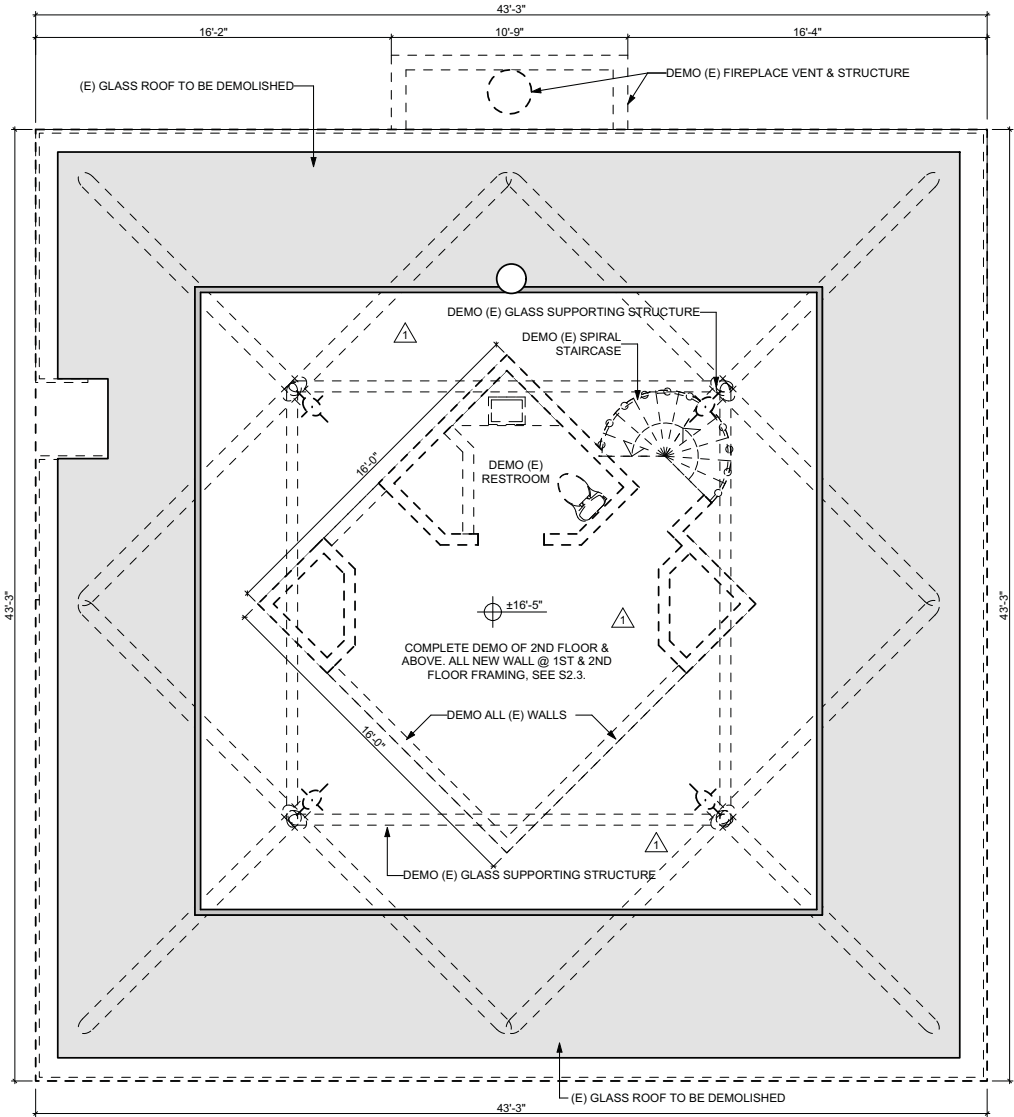 43'-3"
16'-2"
10'-9"
16'-4"
DEMO (E) FIREPLACE VENT & STRUCTURE
(E) GLASS ROOF TO BE DEMOLISHED
DEMO (E) GLASS SUPPORTING STRUCTURE
1
DEMO (E) SPIRAL
STAIRCASE
16'-0"
DEMO (E)
RESTROOM
43'-3"
43'-3"
±16'-5"
1
COMPLETE DEMO OF 2ND FLOOR &
ABOVE. ALL NEW WALL @ 1ST & 2ND
FLOOR FRAMING, SEE S2.3.
DEMO ALL (E) WALLS
16'-0"
1
DEMO (E) GLASS SUPPORTING STRUCTURE
(E) GLASS ROOF TO BE DEMOLISHED
43'-3"